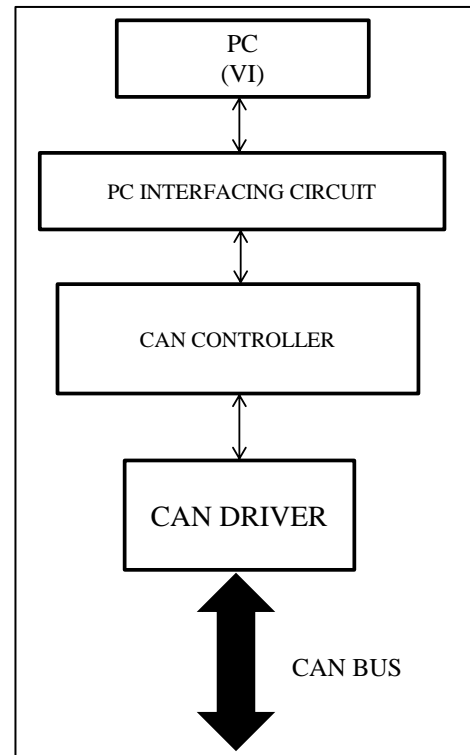 PC
(VI)
PC INTERFACING CIRCUIT
CAN CONTROLLER
CAN DRIVER
CAN BUS